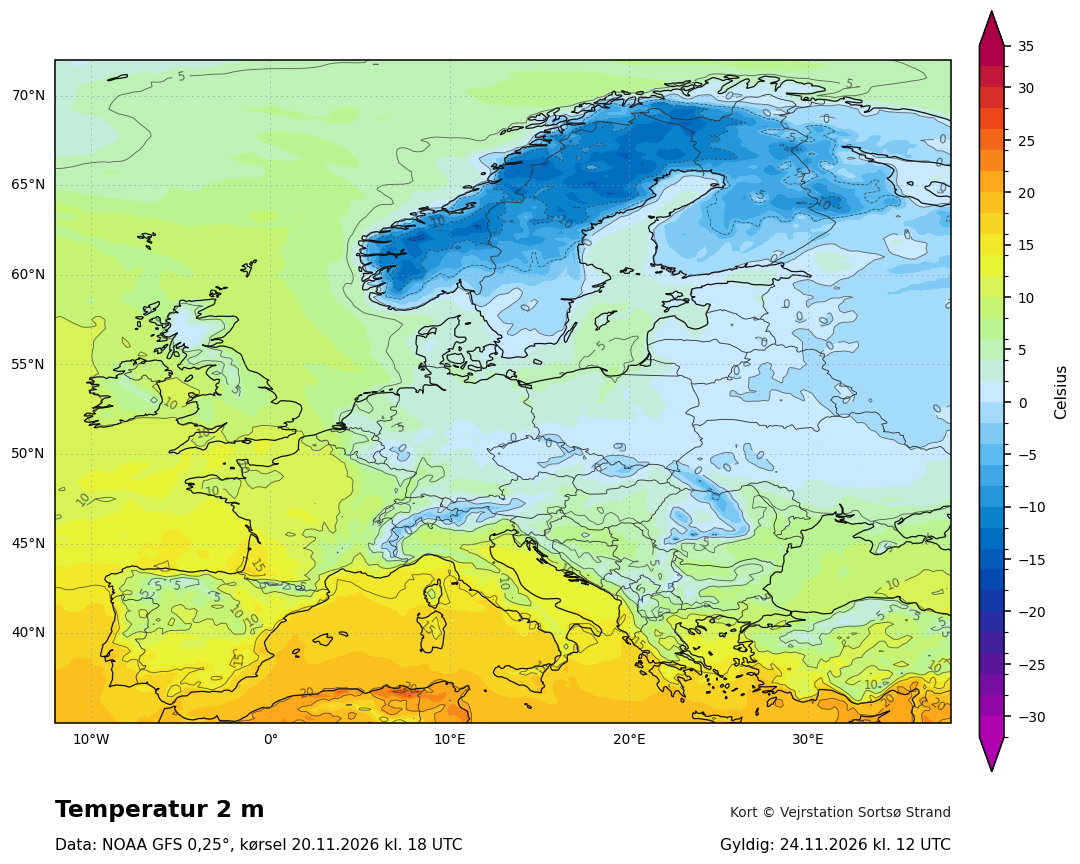 35
30
25
20
15
10
5
0
−5
−10
−15
−20
−25
−30
Celsius
70°N
65°N
60°N
55°N
50°N
45°N
40°N
10°W
0°
10°E
20°E
30°E
Temperatur 2 m
Kort © Vejrstation Sortsø Strand
Data: NOAA GFS 0,25°, kørsel 20.11.2026 kl. 18 UTC
Gyldig: 24.11.2026 kl. 12 UTC